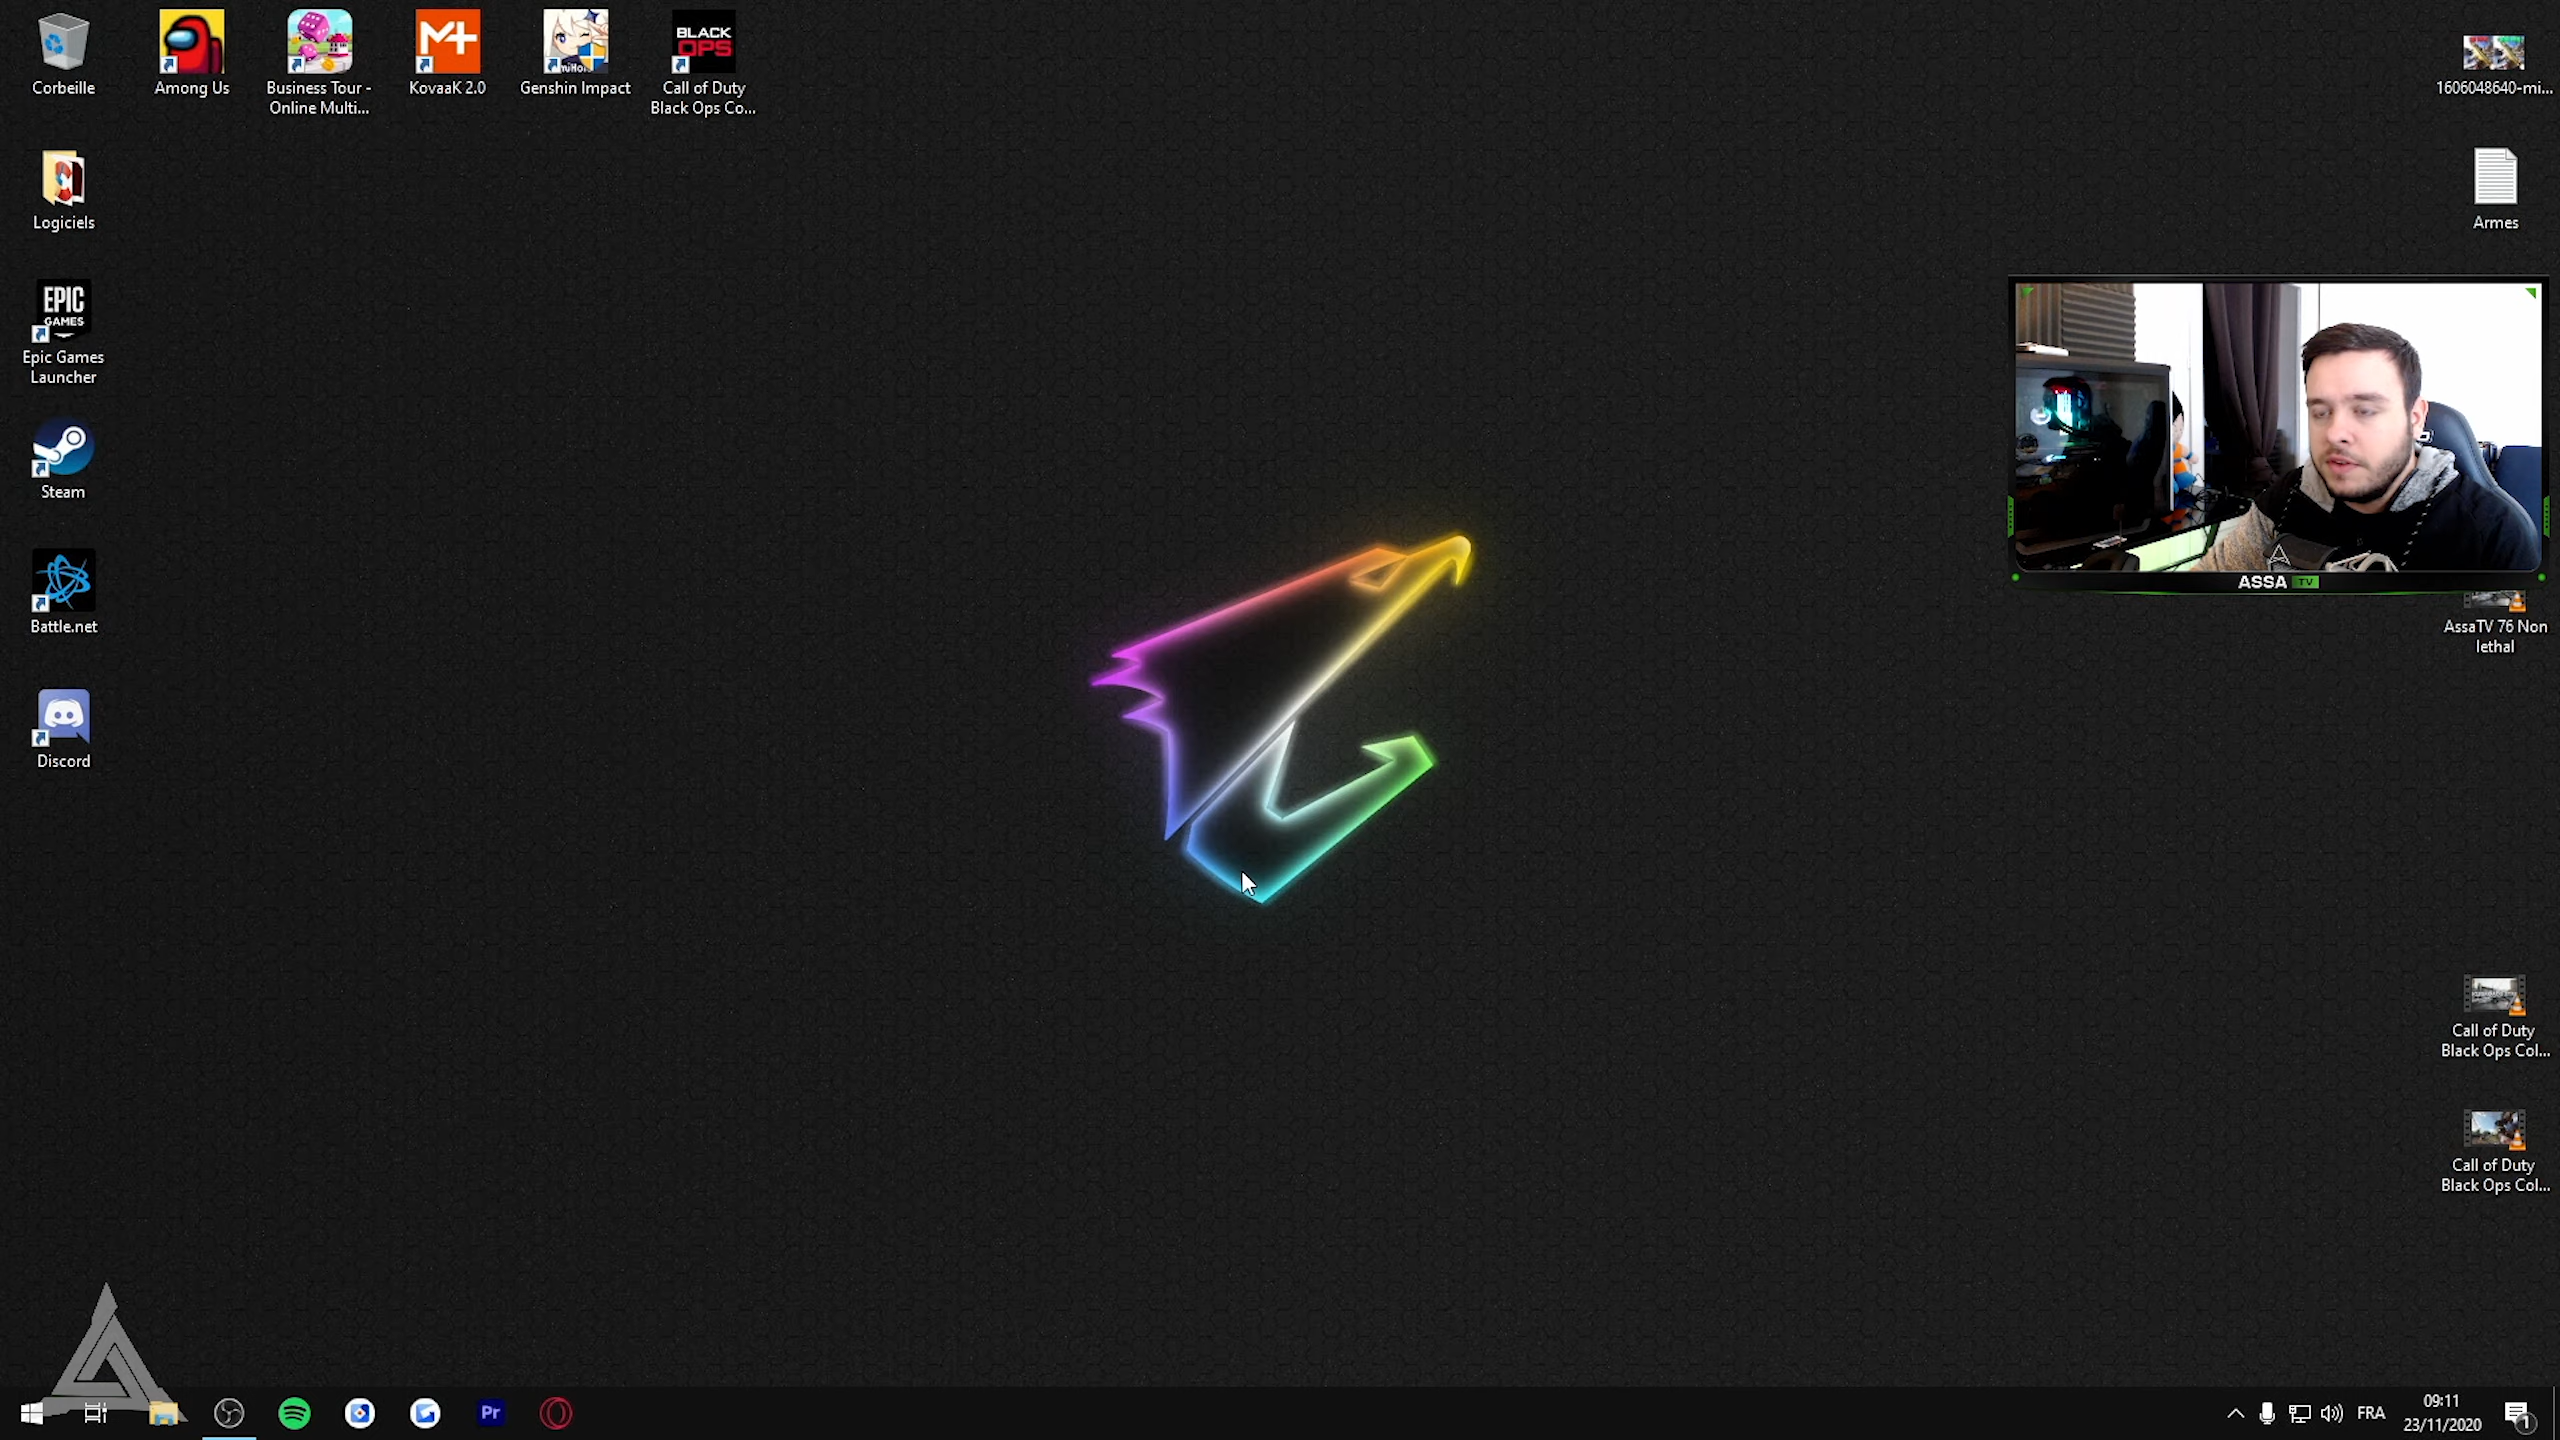 Corbeille
Among Us
Business Tour -
Online Multi...
M+
KovaaK 2.0
Genshin Impact
BLACK
OPS
Call of Duty
Black Ops Co...
1606048640-mi...
Logiciels
Armes
EPIC
GAMES
Epic Games
Launcher
Steam
ASSA TV
Battle.net
AssaTV 76 Non
lethal
Discord
Call of Duty
Black Ops Col...
Call of Duty
Black Ops Col...
Pr
FRA
09:11
23/11/2020
1